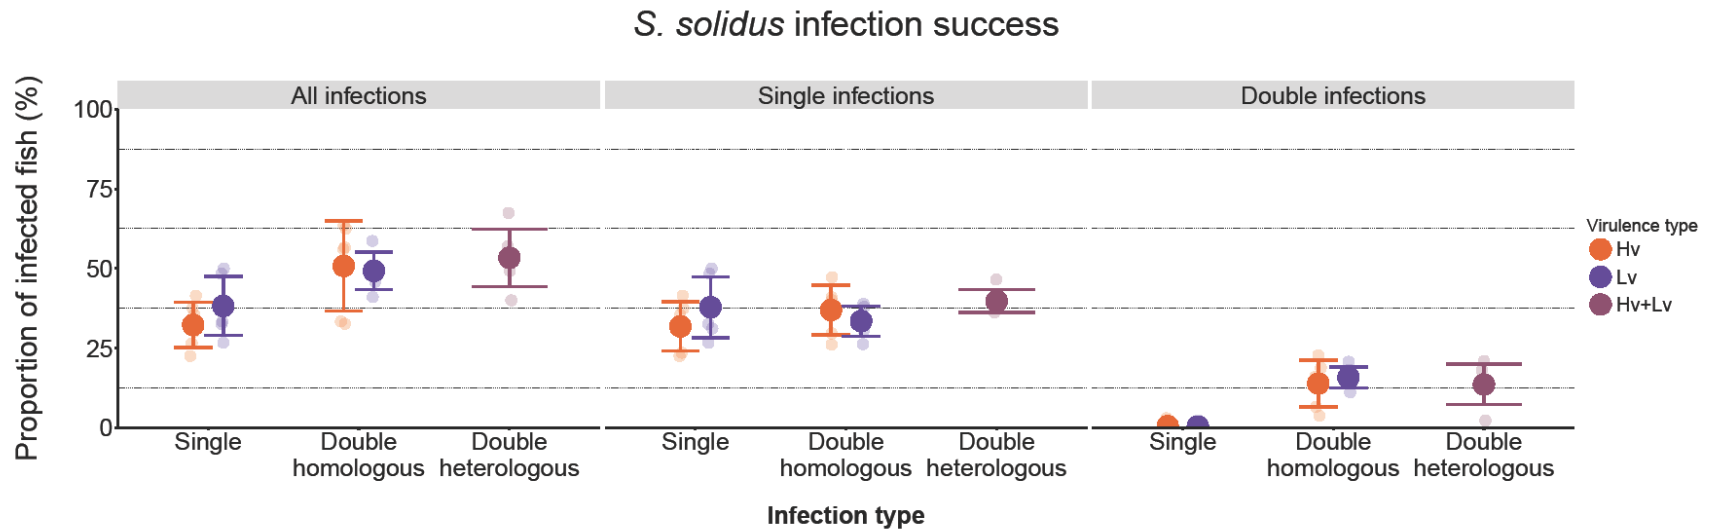 S. solidus infection success
All infections
Single infections
Double infections
Proportion of infected fish (%)
100
75
50
25
0
Single
Double
homologous
Double
heterologous
Single
Double
homologous
Double
heterologous
Single
Double
homologous
Double
heterologous
Infection type
Virulence type
Hv
Lv
Hv+Lv